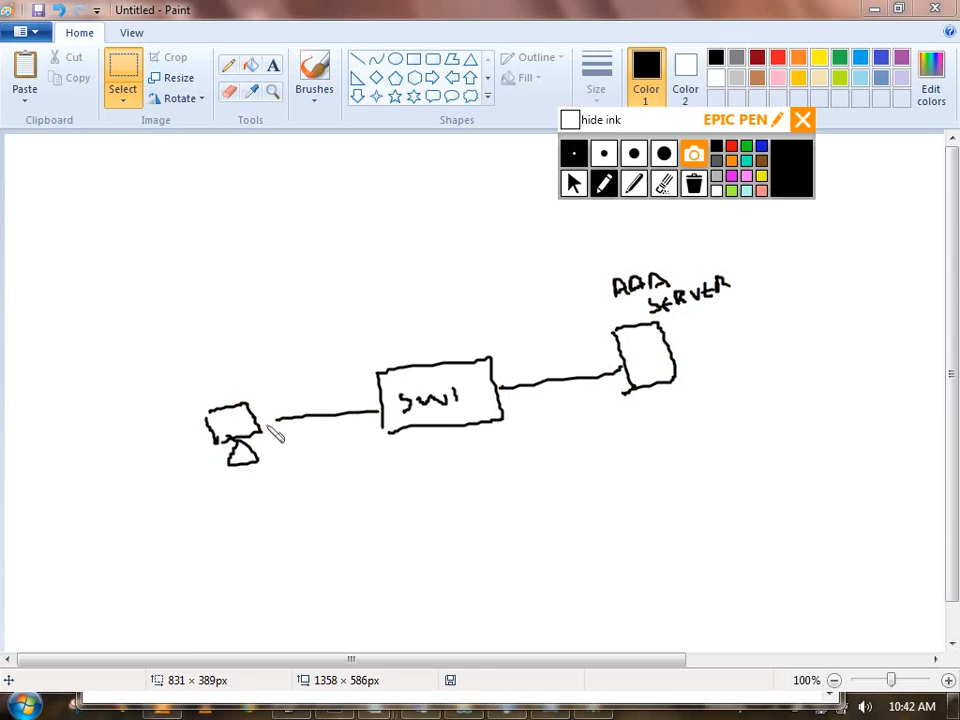 Untitled - Paint
Home
View
Paste
Cut
Copy
Clipboard
Select
Crop
Resize
Rotate
Image
A
Tools
Brushes
Shapes
Outline
Fill
Size
Color
1
Color
2
Edit
colors
hide ink
EPIC PEN
AAA
SERVER
SW1
831 × 389px
1358 × 586px
100%
10:42 AM